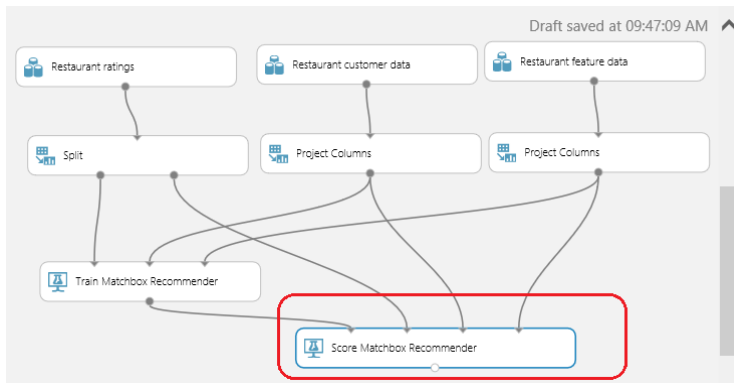 Draft saved at 09:47:09 AM
Restaurant ratings
Restaurant customer data
Restaurant feature data
Split
Project Columns
Project Columns
Train Matchbox Recommender
Score Matchbox Recommender